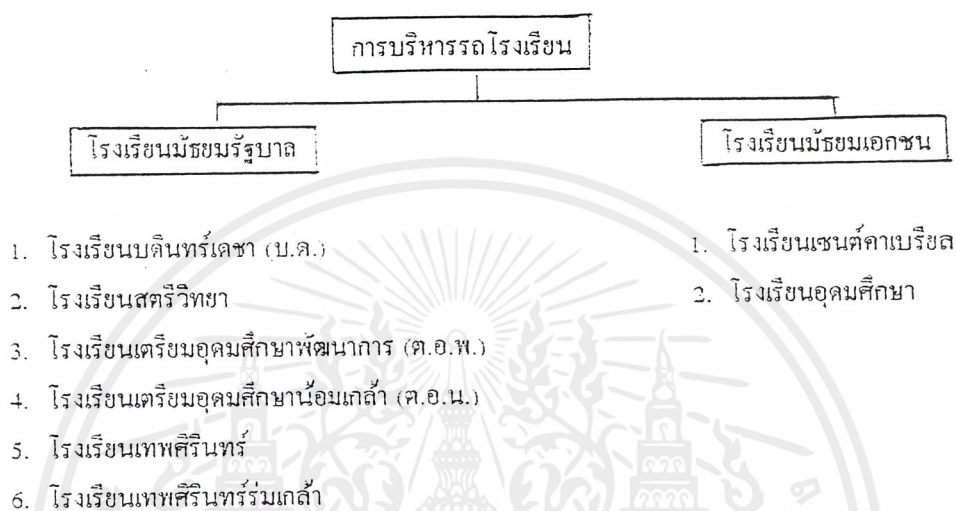 การบริหารรถโรงเรียน
โรงเรียนมัธยมรัฐบาล
โรงเรียนมัธยมเอกชน
1. โรงเรียนบดินทร์เดชา (บ.ด.)
2. โรงเรียนสตรีวิทยา
3. โรงเรียนเตรียมอุดมศึกษาพัฒนาการ (ต.อ.พ.)
4. โรงเรียนเตรียมอุดมศึกษาน้อมเกล้า (ต.อ.น.)
5. โรงเรียนเทพศิรินทร์
6. โรงเรียนเทพศิรินทร์ร่มเกล้า
1. โรงเรียนเซนต์คาเบรียล
2. โรงเรียนอุดมศึกษา